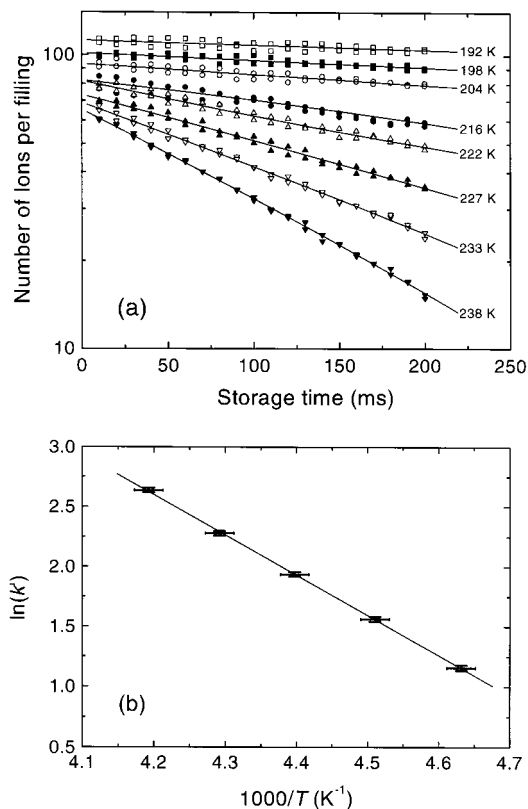 (a)
100
10
Number of Ions per filling
192 K
198 K
204 K
216 K
222 K
227 K
233 K
238 K
0 50 100 150 200 250
Storage time (ms)
3.0
2.5
2.0
1.5
1.0
0.5
ln(k')
(b)
4.1 4.2 4.3 4.4 4.5 4.6 4.7
1000/T (K⁻¹)